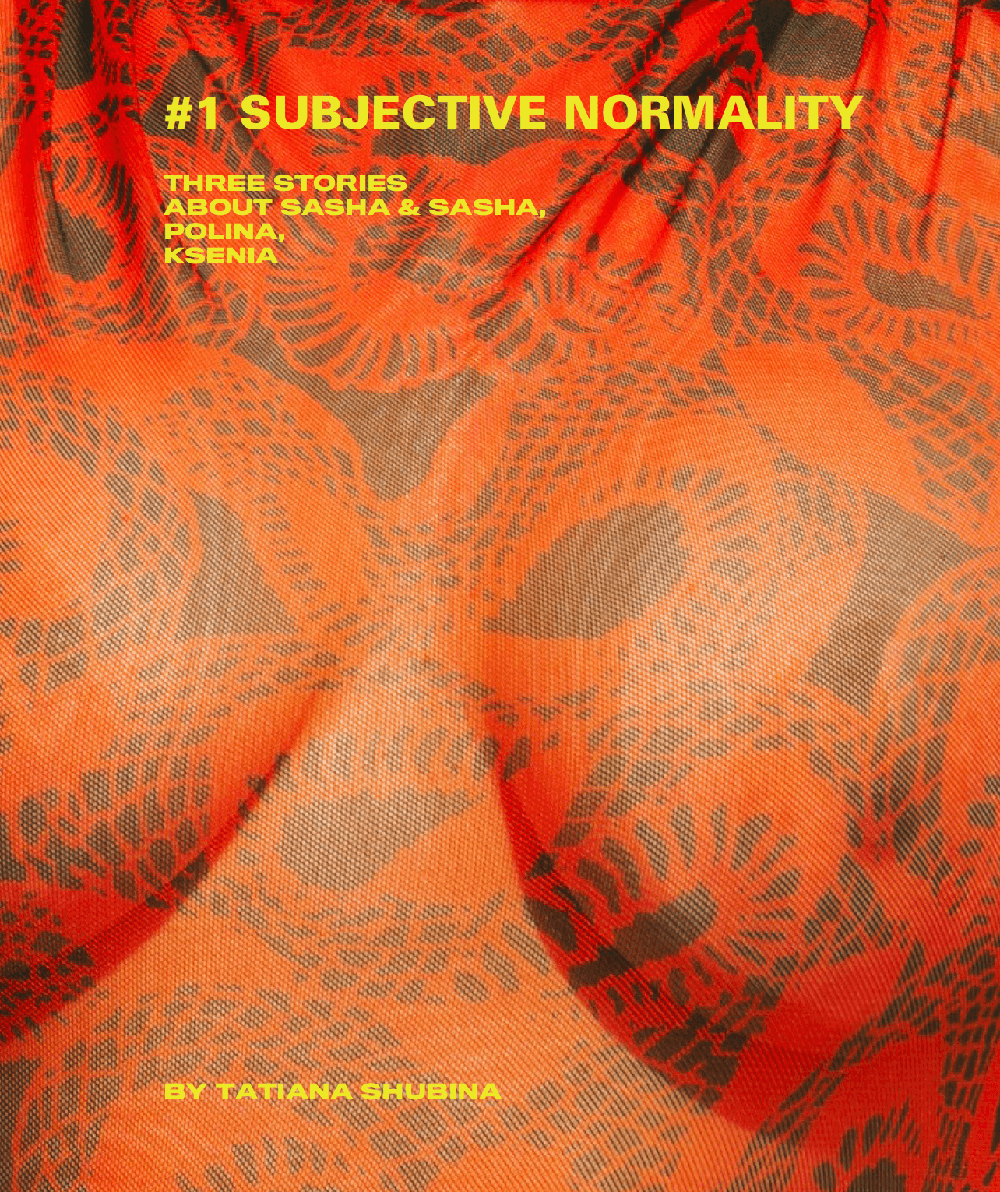 #1 SUBJECTIVE NORMALITY
THREE STORIES
ABOUT SASHA & SASHA,
POLINA,
KSENIA
BY TATIANA SHUBINA